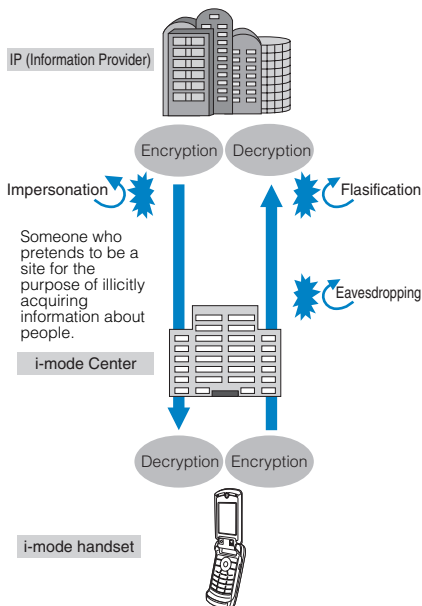 IP (Information Provider)
Encryption
Decryption
Impersonation
Flasification
Someone who
pretends to be a
site for the
purpose of illicitly
acquiring
information about
people.
Eavesdropping
i-mode Center
Decryption
Encryption
i-mode handset